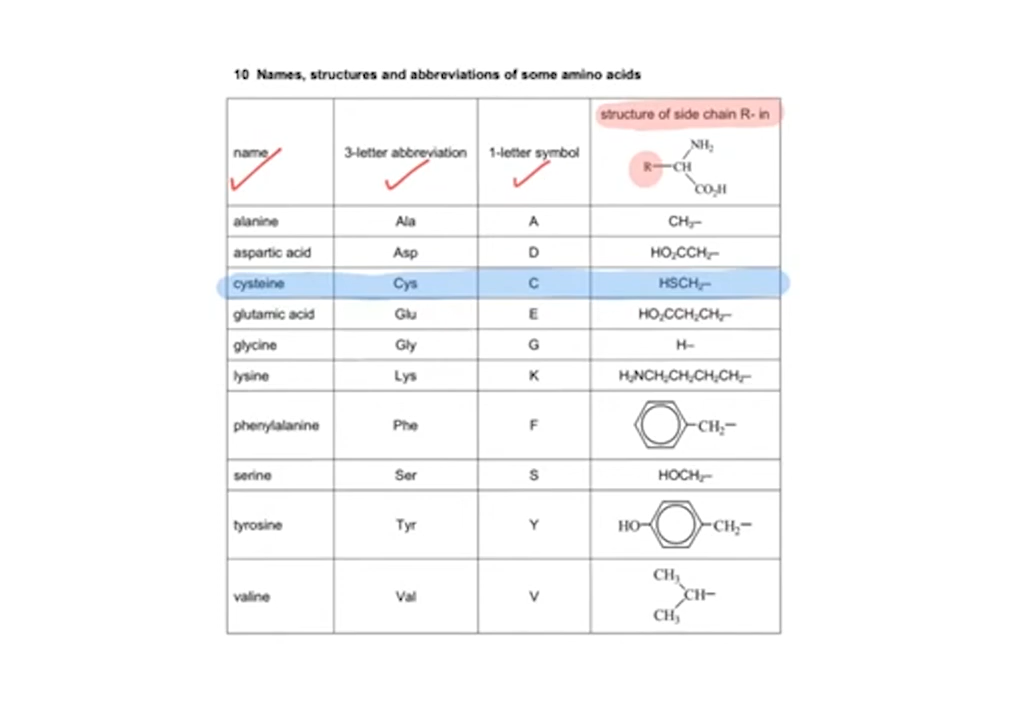 10 Names, structures and abbreviations of some amino acids
name 3-letter abbreviation 1-letter symbol structure of side chain R- in
NH₂
R—CH
CO₂H
alanine Ala A CH₃–
aspartic acid Asp D HO₂CCH₂–
cysteine Cys C HSCH₂–
glutamic acid Glu E HO₂CCH₂CH₂–
glycine Gly G H–
lysine Lys K H₂NCH₂CH₂CH₂CH₂–
phenylalanine Phe F –CH₂–
serine Ser S HOCH₂–
tyrosine Tyr Y HO– –CH₂–
CH₃
valine Val V CH–
CH₃